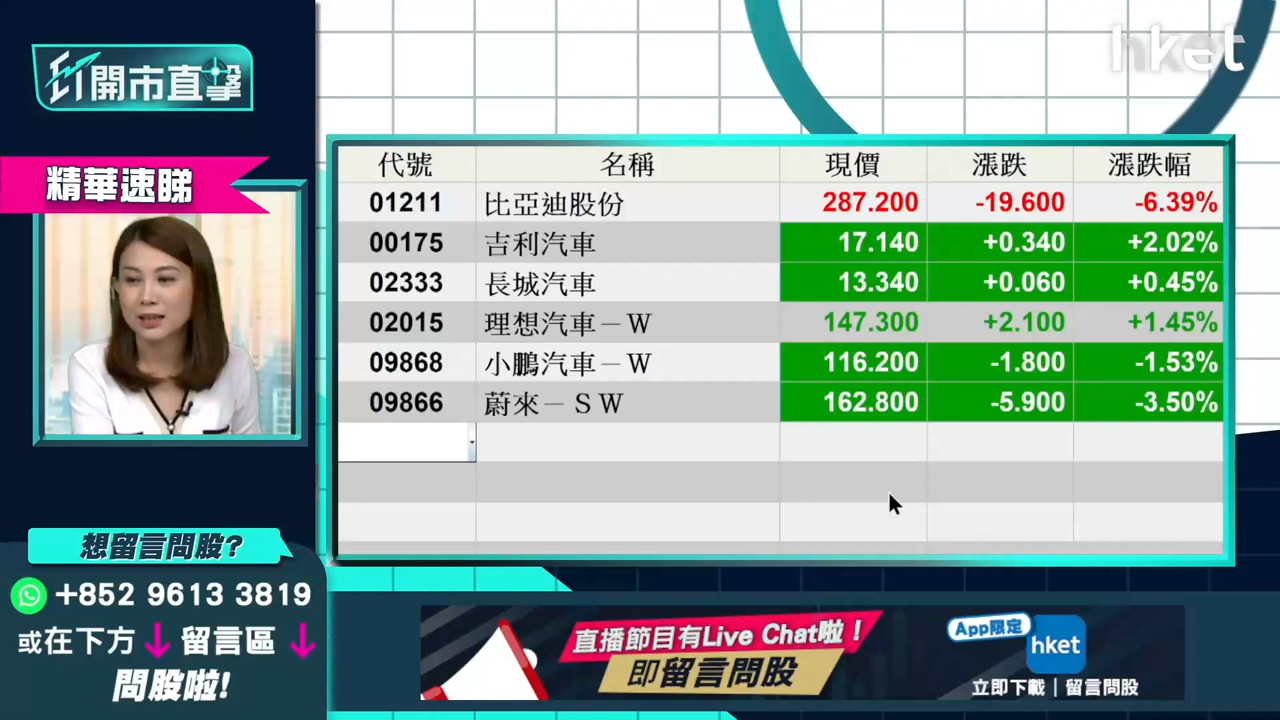 hket
ET開市直擊
精華速睇
代號 名稱 現價 漲跌 漲跌幅
01211 比亞迪股份 287.200 -19.600 -6.39%
00175 吉利汽車 17.140 +0.340 +2.02%
02333 長城汽車 13.340 +0.060 +0.45%
02015 理想汽車－W 147.300 +2.100 +1.45%
09868 小鵬汽車－W 116.200 -1.800 -1.53%
09866 蔚來－ＳＷ 162.800 -5.900 -3.50%
想留言問股?
+852 9613 3819
或在下方↓留言區↓
問股啦!
直播節目有Live Chat啦！
即留言問股
App限定
hket
立即下載｜留言問股